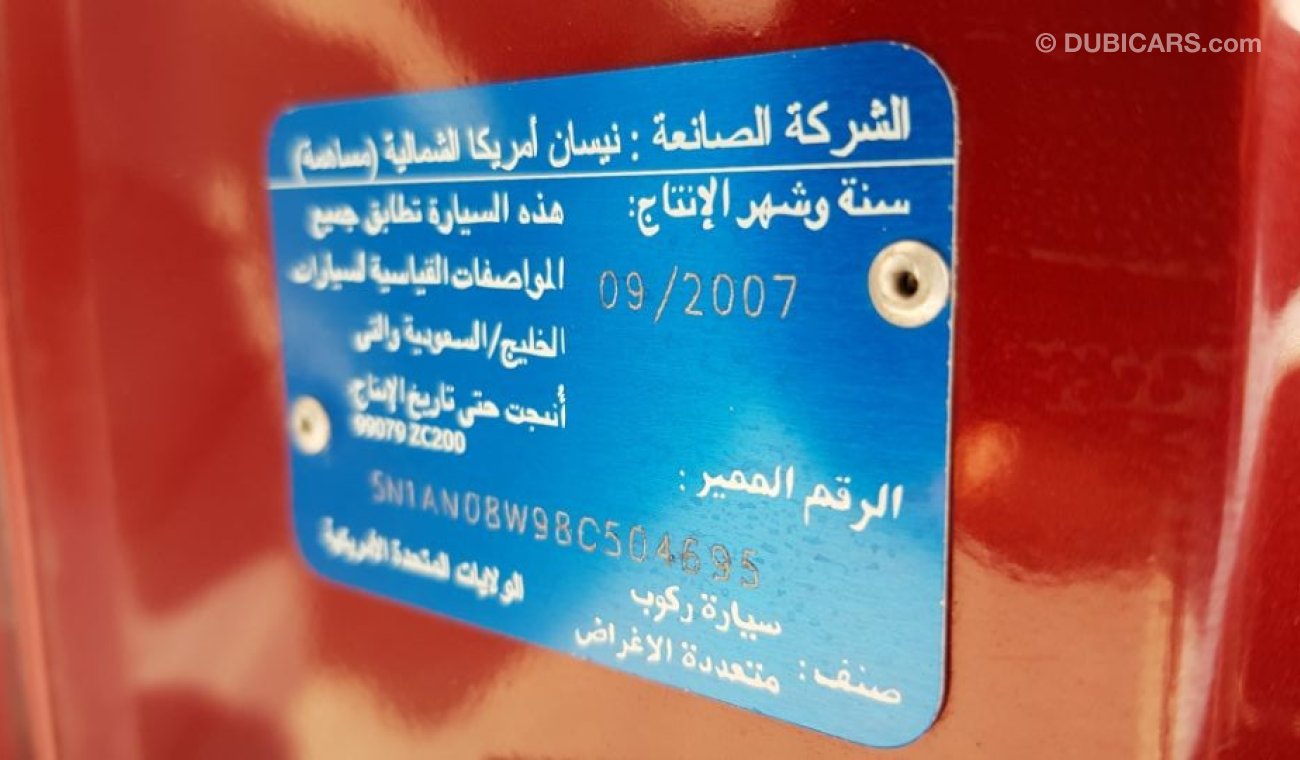 © DUBICARS.com
الشركة الصانعة : نيسان أمريكا الشمالية (مساهمة)
سنة وشهر الإنتاج:
09/2007
هذه السيارة تطابق جميع
المواصفات القياسية لسيارات
الخليج/السعودية والتي
أنتجت حتى تاريخ الإنتاج.
99079 ZC200
الرقم المميز :
5N1AN08W98C504695
الولايات المتحدة الأمريكية
صنف: سيارة ركوب
متعددة الاغراض